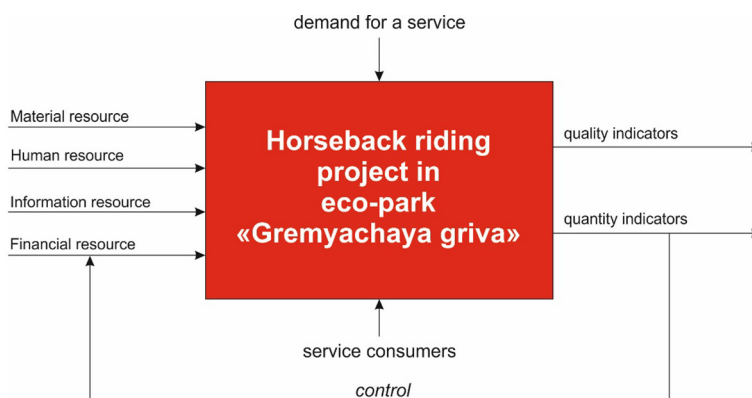 demand for a service
Material resource
Human resource
Information resource
Financial resource
Horseback riding
project in
eco-park
«Gremyachaya griva»
quality indicators
quantity indicators
service consumers
control